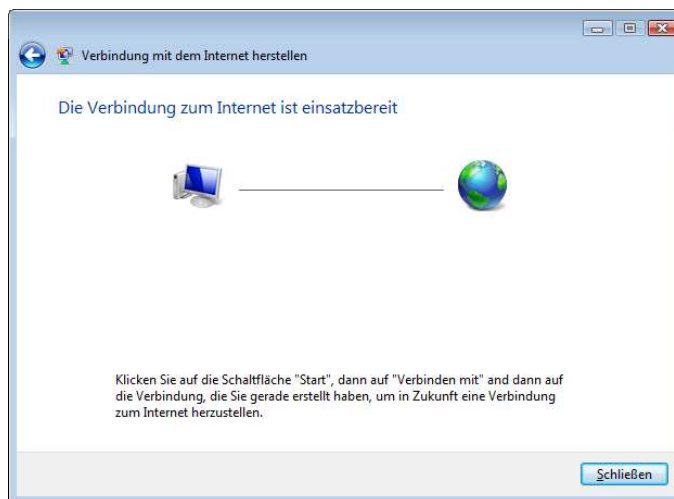 Verbindung mit dem Internet herstellen
Die Verbindung zum Internet ist einsatzbereit
Klicken Sie auf die Schaltfläche "Start", dann auf "Verbinden mit" and dann auf
die Verbindung, die Sie gerade erstellt haben, um in Zukunft eine Verbindung
zum Internet herzustellen.
Schließen